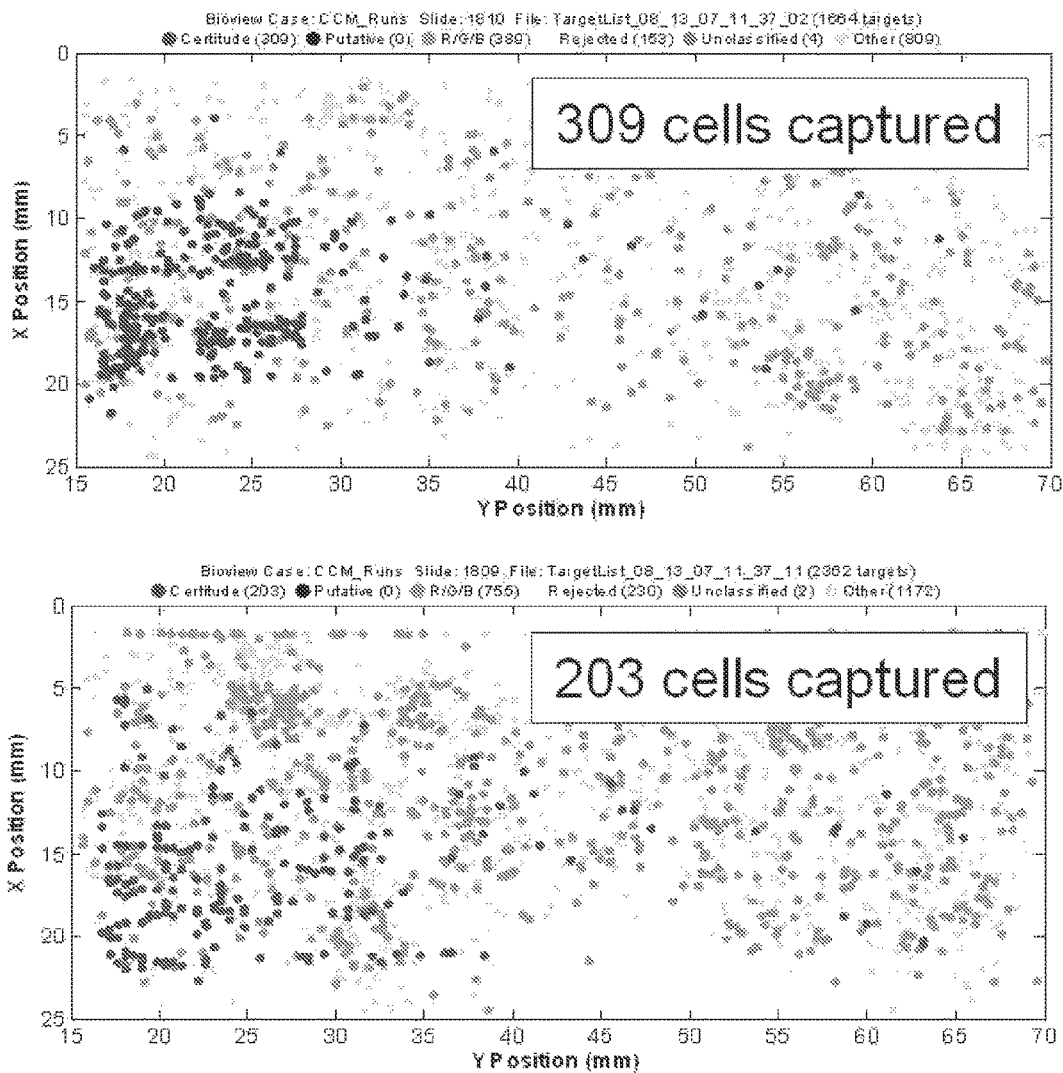 Bioview Case: CCM_Runs Slide: 1810 File: TargetList_08_13_07_11_37_02 (1664 targets)
Certitude (309) Putative (0) R/G/B (389) Rejected (153) Unclassified (4) Other (809)
309 cells captured
0
5
10
15
20
25
X Position (mm)
15 20 25 30 35 40 45 50 55 60 65 70
Y Position (mm)
Bioview Case: CCM_Runs Slide: 1809 File: TargetList_08_13_07_11_37_11 (2362 targets)
Certitude (203) Putative (0) R/G/B (755) Rejected (230) Unclassified (2) Other (1172)
203 cells captured
0
5
10
15
20
25
X Position (mm)
15 20 25 30 35 40 45 50 55 60 65 70
Y Position (mm)